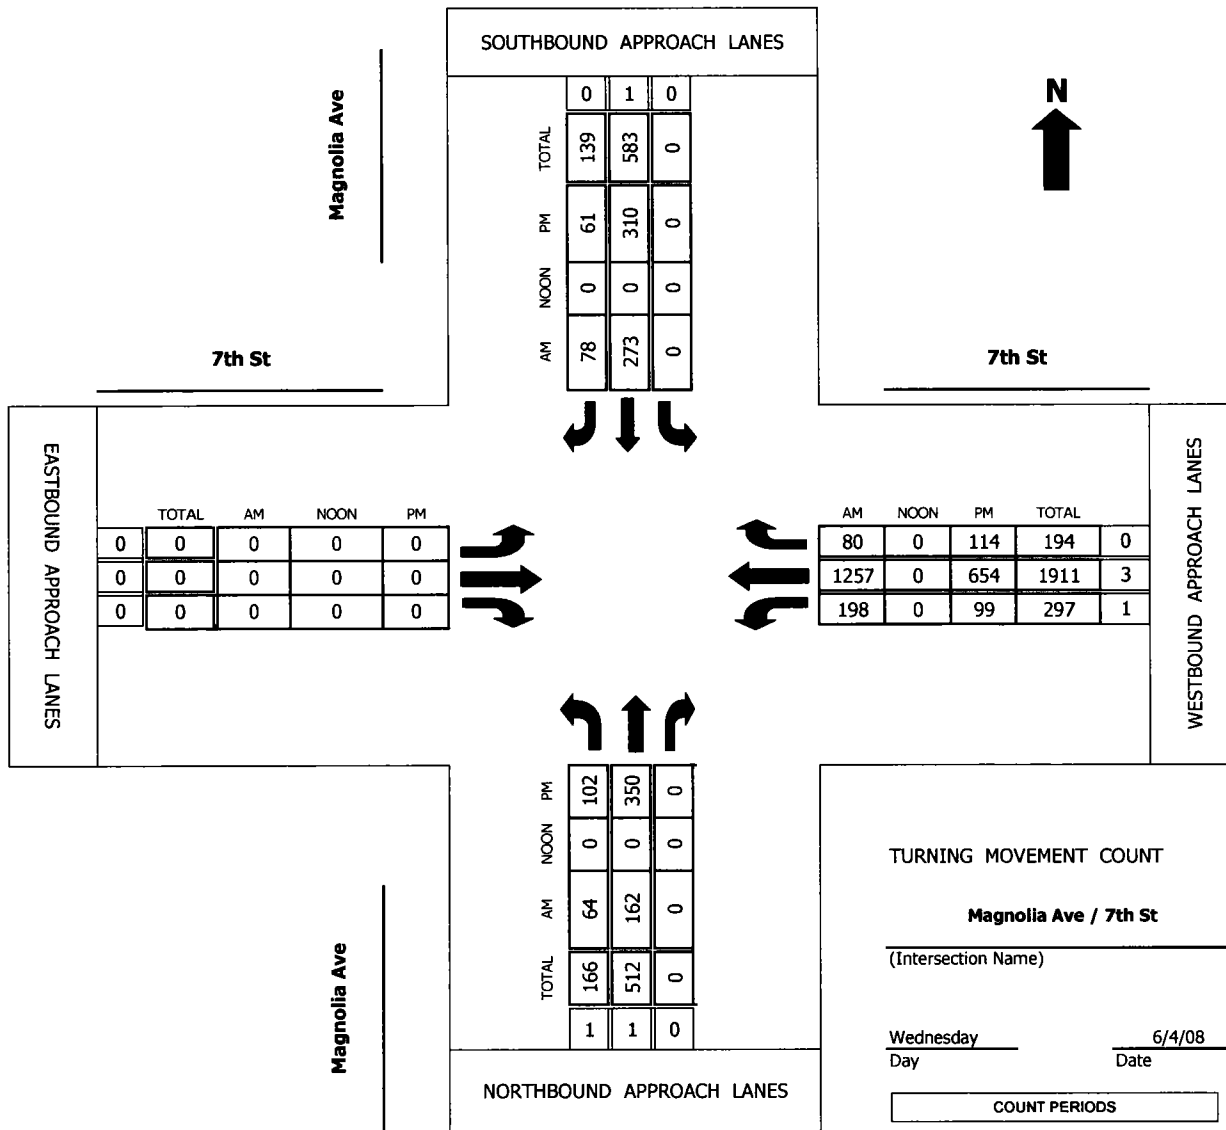 SOUTHBOUND APPROACH LANES
0 1 0
TOTAL 139 583 0
PM 61 310 0
NOON 0 0 0
AM 78 273 0
Magnolia Ave
N
7th St
7th St
EASTBOUND APPROACH LANES
TOTAL AM NOON PM
0 0 0 0 0
0 0 0 0 0
0 0 0 0 0
AM NOON PM TOTAL
80 0 114 194 0
1257 0 654 1911 3
198 0 99 297 1
WESTBOUND APPROACH LANES
PM 102 350 0
NOON 0 0 0
AM 64 162 0
TOTAL 166 512 0
1 1 0
NORTHBOUND APPROACH LANES
Magnolia Ave
TURNING MOVEMENT COUNT
Magnolia Ave / 7th St
(Intersection Name)
Wednesday 6/4/08
Day Date
COUNT PERIODS